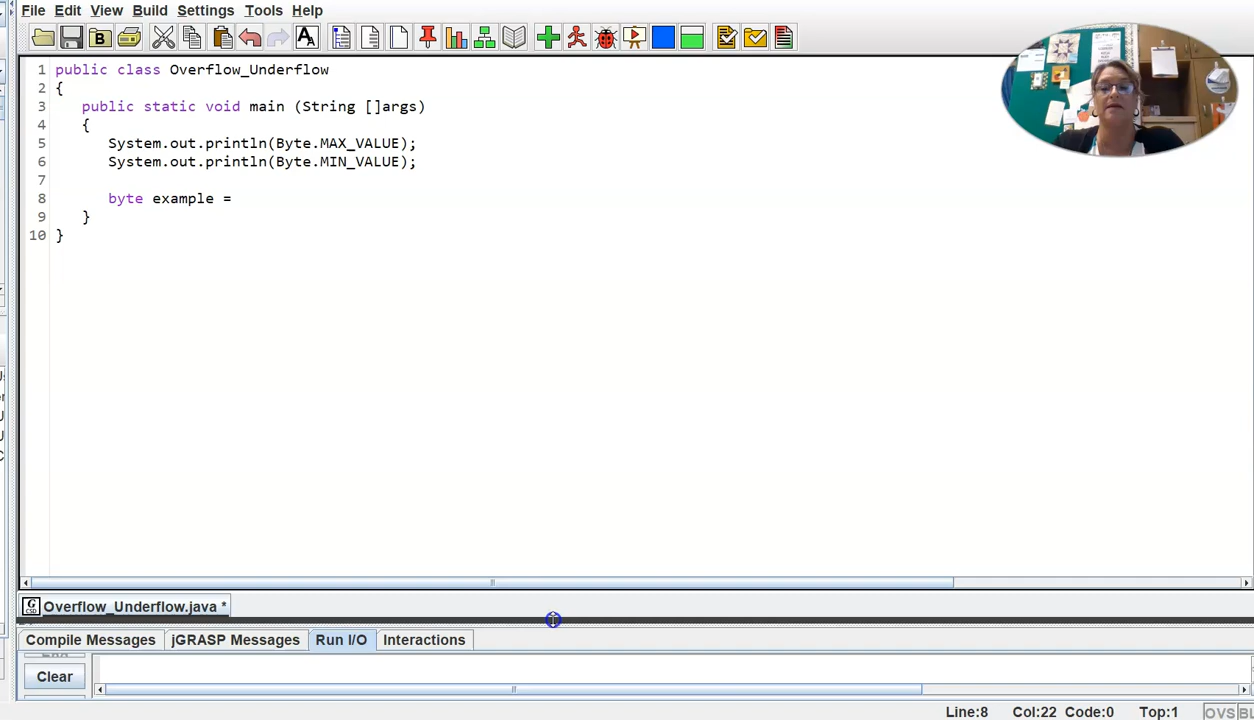 File Edit View Build Settings Tools Help
1 public class Overflow_Underflow
2 {
3 public static void main (String []args)
4 {
5 System.out.println(Byte.MAX_VALUE);
6 System.out.println(Byte.MIN_VALUE);
7
8 byte example =
9 }
10 }
Overflow_Underflow.java *
Compile Messages jGRASP Messages Run I/O Interactions
Clear
Line:8 Col:22 Code:0 Top:1 OVS BL